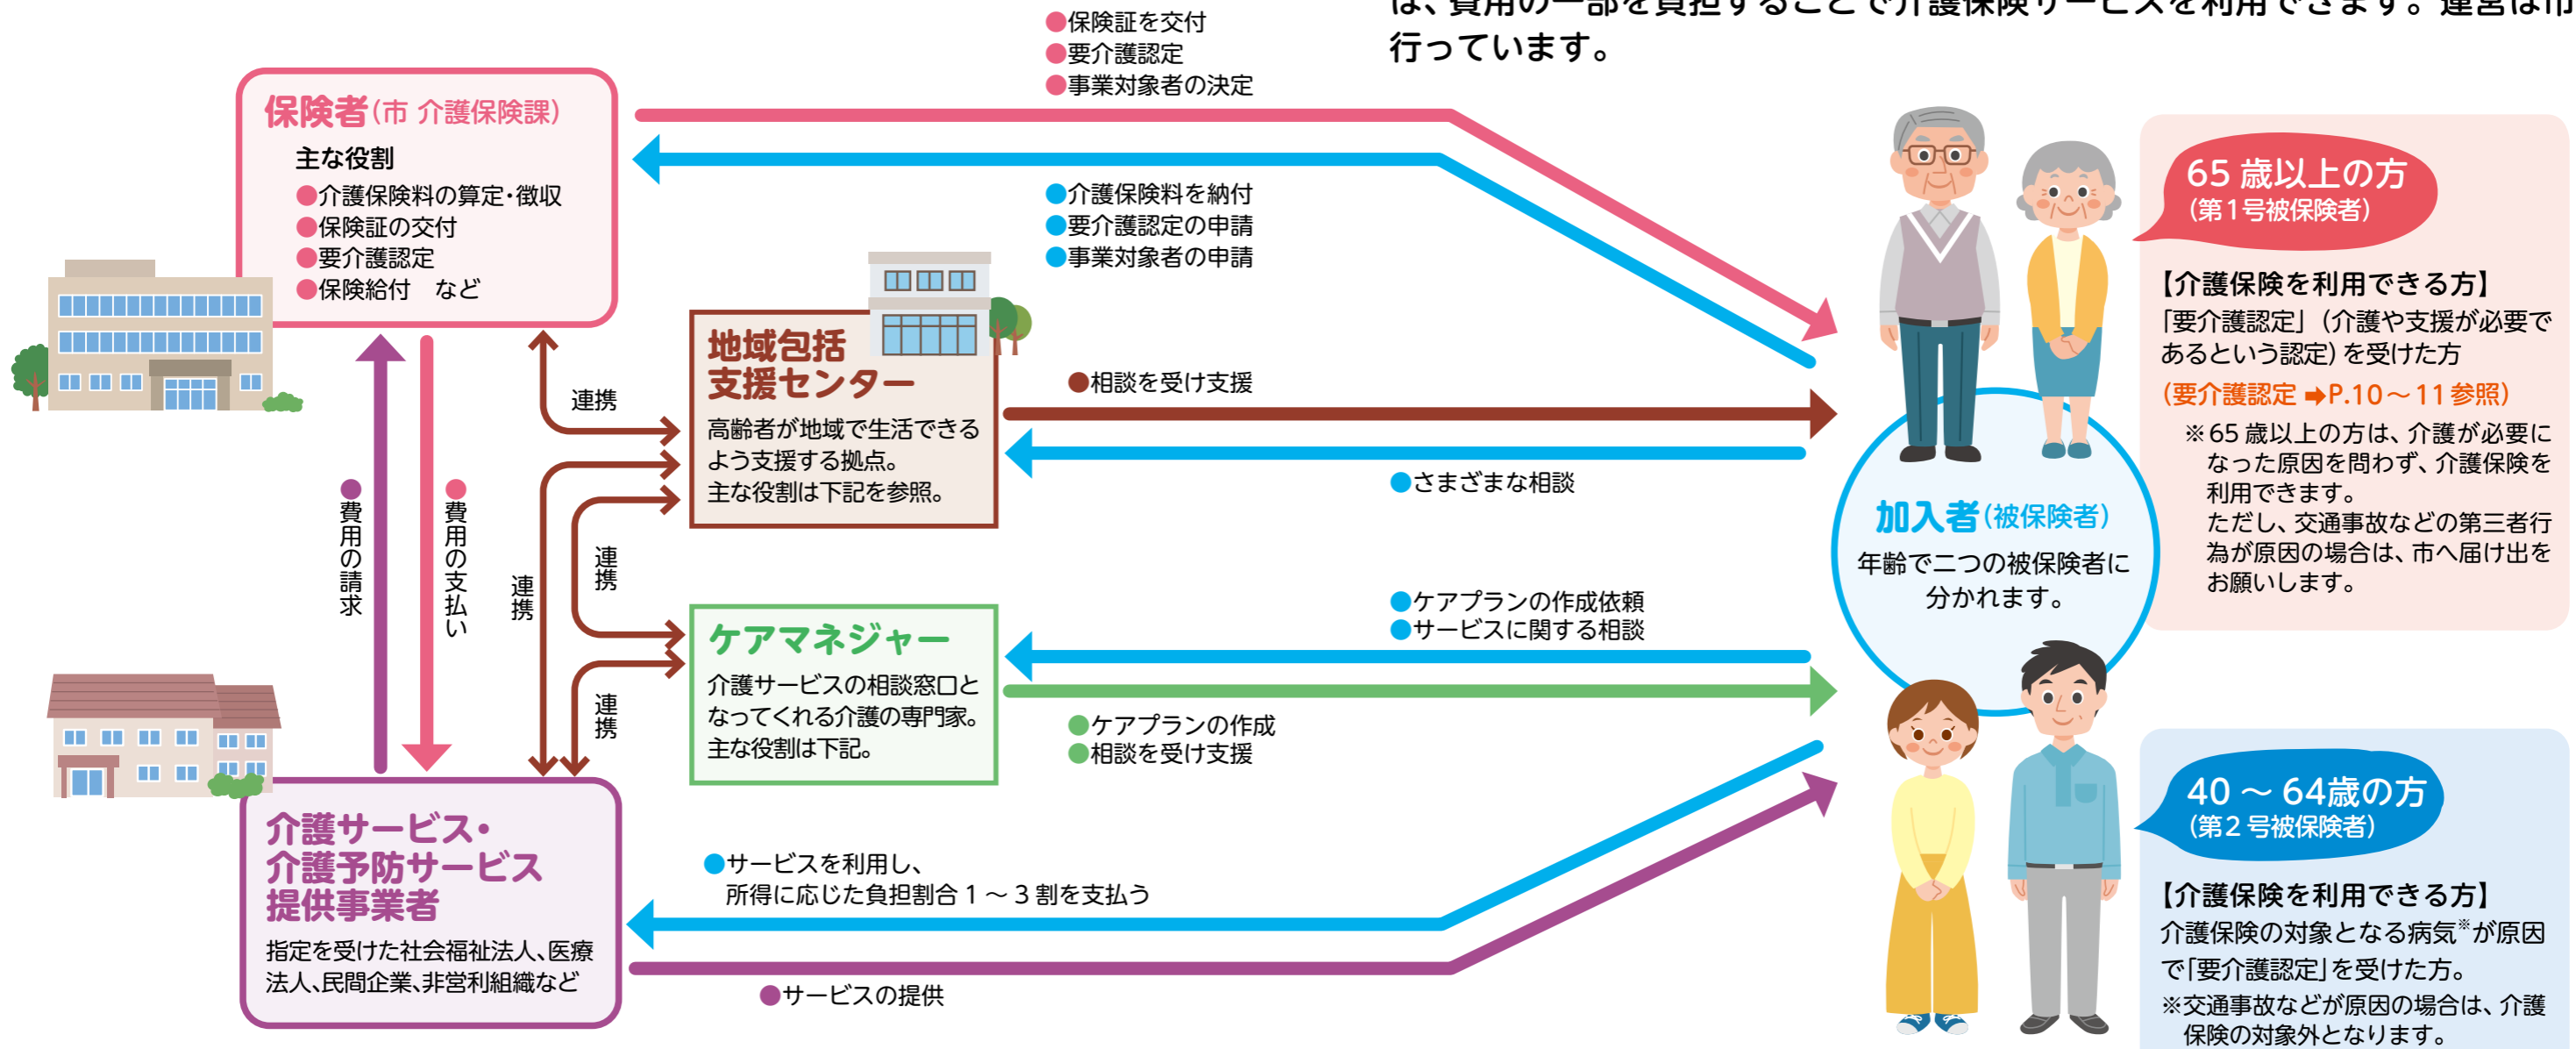 は、費用の一部を負担することで介護保険サービスを利用できます。運営は市
行っています。
●保険証を交付
●要介護認定
●事業対象者の決定
保険者(市 介護保険課)
主な役割
●介護保険料の算定・徴収
●保険証の交付
●要介護認定
●保険給付 など
●介護保険料を納付
●要介護認定の申請
●事業対象者の申請
地域包括
支援センター
高齢者が地域で生活できる
よう支援する拠点。
主な役割は下記を参照。
連携
●相談を受け支援
●さまざまな相談
●費用の請求
●費用の支払い
連携
連携
連携
ケアマネジャー
介護サービスの相談窓口と
なってくれる介護の専門家。
主な役割は下記。
●ケアプランの作成依頼
●サービスに関する相談
●ケアプランの作成
●相談を受け支援
介護サービス・
介護予防サービス
提供事業者
指定を受けた社会福祉法人、医療
法人、民間企業、非営利組織など
●サービスを利用し、
所得に応じた負担割合1〜3割を支払う
●サービスの提供
加入者(被保険者)
年齢で二つの被保険者に
分かれます。
65歳以上の方
(第1号被保険者)
【介護保険を利用できる方】
「要介護認定」(介護や支援が必要で
あるという認定)を受けた方
(要介護認定➡P.10〜11参照)
※65歳以上の方は、介護が必要に
なった原因を問わず、介護保険を
利用できます。
ただし、交通事故などの第三者行
為が原因の場合は、市へ届け出を
お願いします。
40〜64歳の方
(第2号被保険者)
【介護保険を利用できる方】
介護保険の対象となる病気※が原因
で「要介護認定」を受けた方。
※交通事故などが原因の場合は、介護
保険の対象外となります。